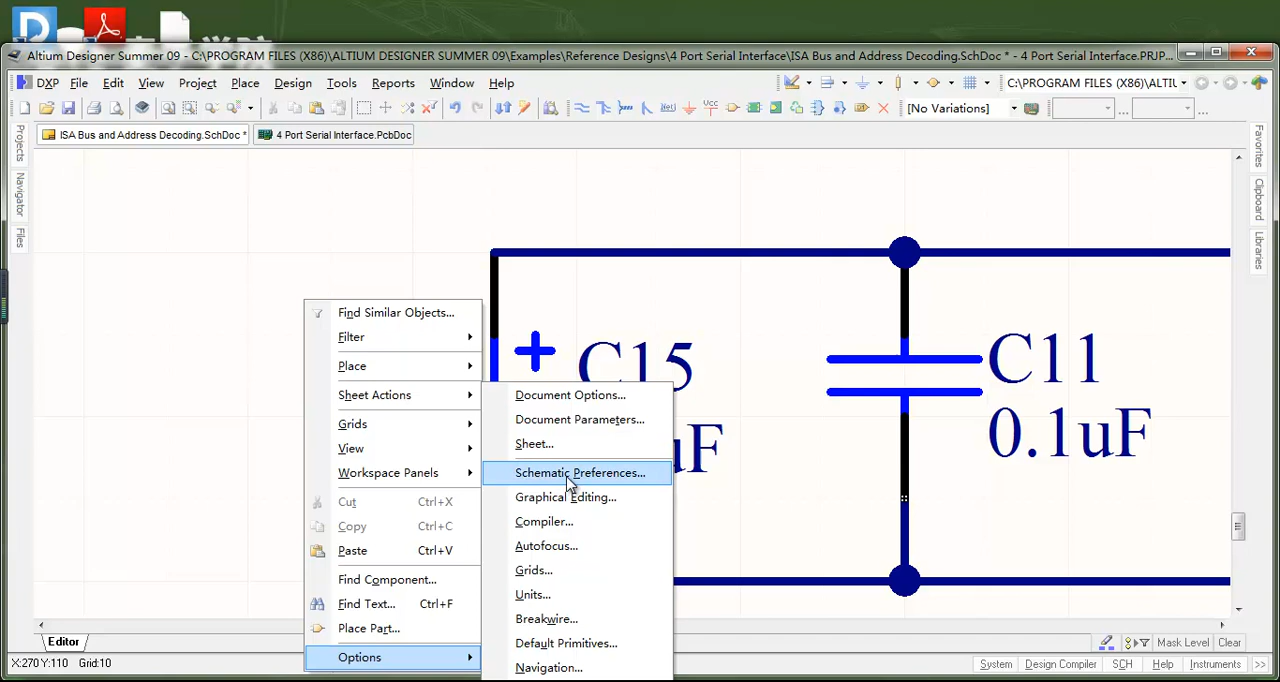 Altium Designer Summer 09 - C:\PROGRAM FILES (X86)\ALTIUM DESIGNER SUMMER 09\Examples\Reference Designs\4 Port Serial Interface\ISA Bus and Address Decoding.SchDoc * - 4 Port Serial Interface.PRJP...
DXP File Edit View Project Place Design Tools Reports Window Help C:\PROGRAM FILES (X86)\ALTIU
[No Variations] ... ...
ISA Bus and Address Decoding.SchDoc * 4 Port Serial Interface.PcbDoc
Projects
Navigator
Files
Favorites
Clipboard
Libraries
C15
uF
C11
0.1uF
Find Similar Objects...
Filter
Place
Sheet Actions
Grids
View
Workspace Panels
Cut Ctrl+X
Copy Ctrl+C
Paste Ctrl+V
Find Component...
Find Text... Ctrl+F
Place Part...
Options
Document Options...
Document Parameters...
Sheet...
Schematic Preferences...
Graphical Editing...
Compiler...
Autofocus...
Grids...
Units...
Breakwire...
Default Primitives...
Navigation...
Editor Mask Level Clear
X:270 Y:110 Grid:10 System Design Compiler SCH Help Instruments >>